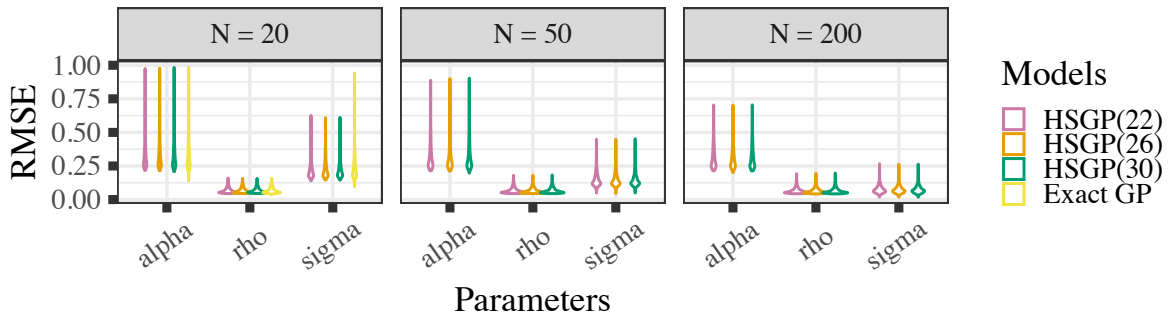 N = 20
N = 50
N = 200
RMSE
1.00
0.75
0.50
0.25
0.00
alpha
rho
sigma
alpha
rho
sigma
alpha
rho
sigma
Parameters
Models
HSGP(22)
HSGP(26)
HSGP(30)
Exact GP